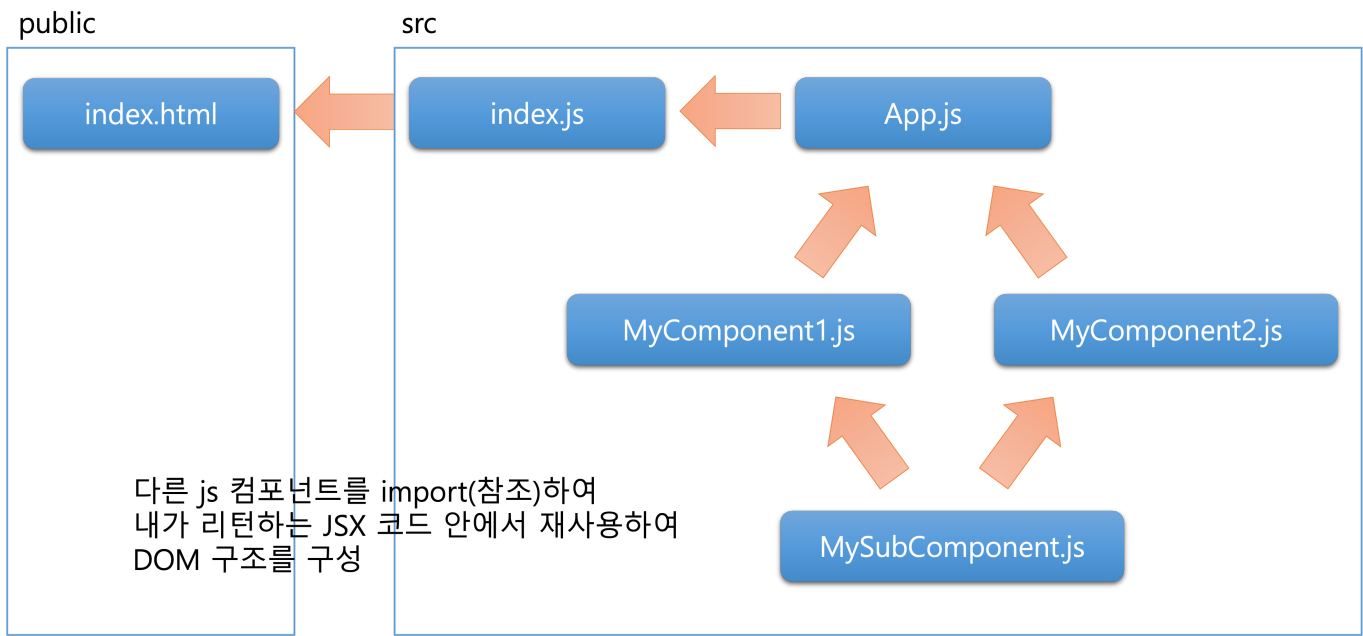 public
src
index.html
index.js
App.js
MyComponent1.js
MyComponent2.js
다른 js 컴포넌트를 import(참조)하여
내가 리턴하는 JSX 코드 안에서 재사용하여
DOM 구조를 구성
MySubComponent.js